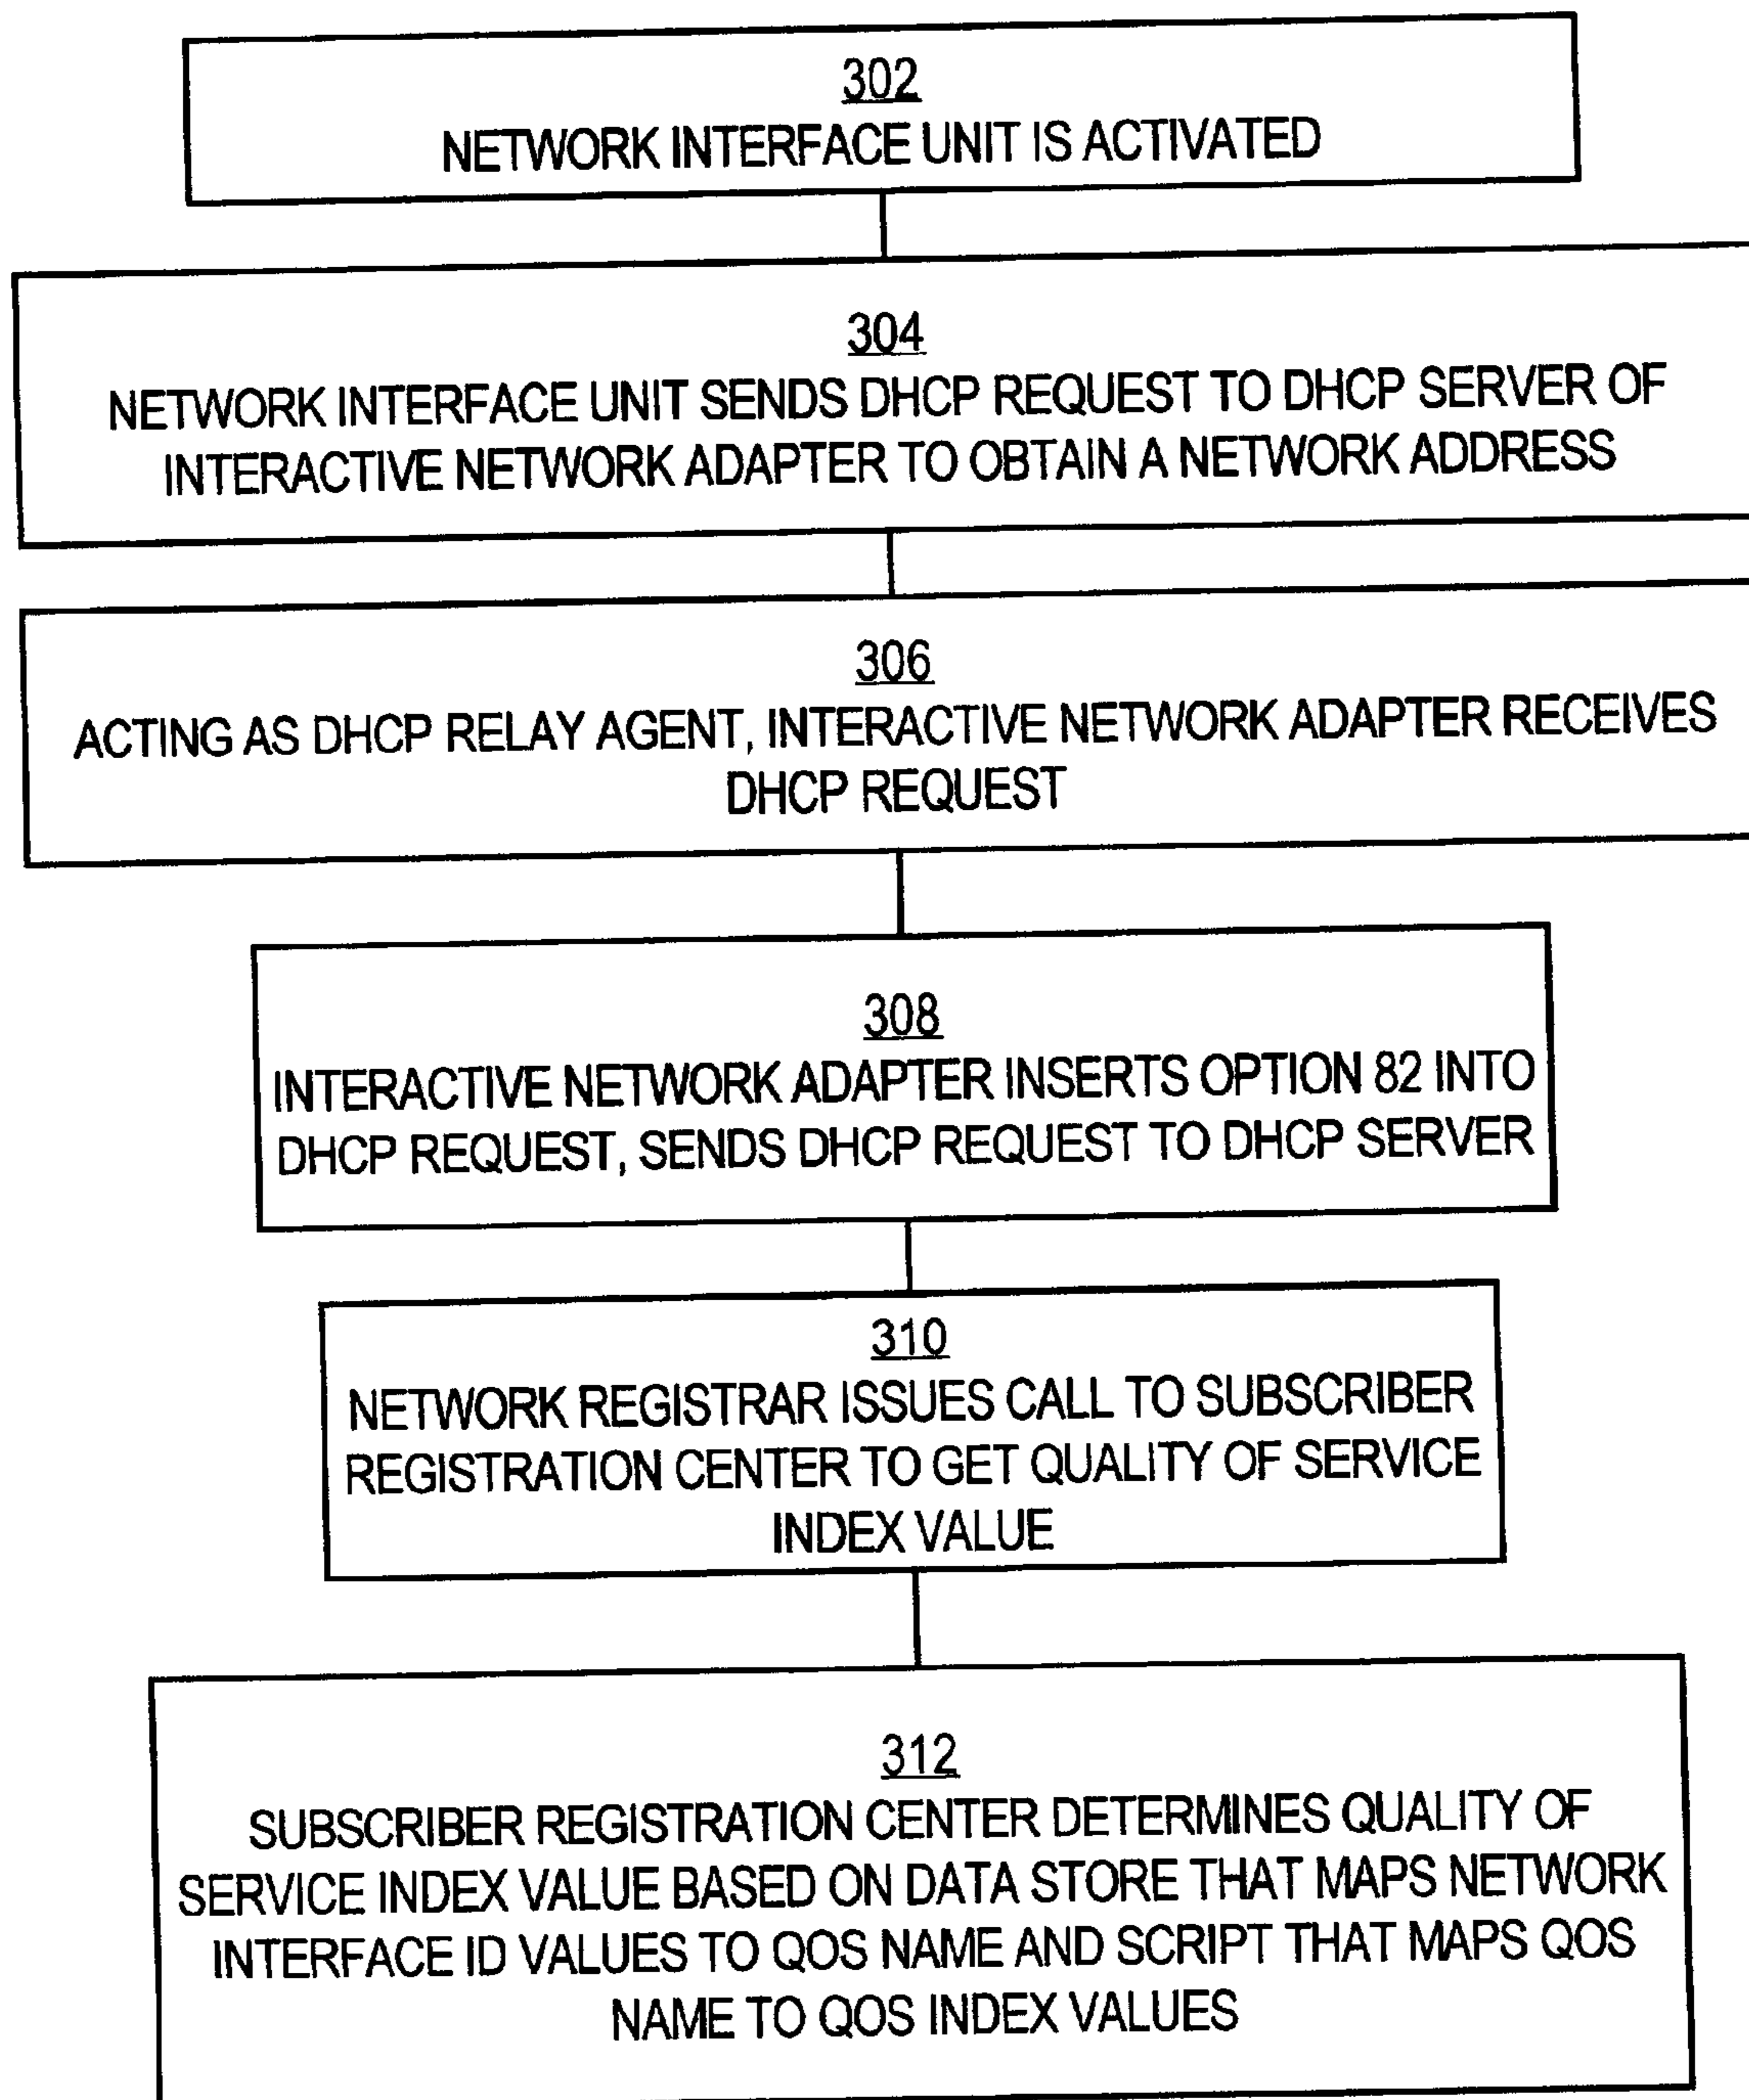 302
NETWORK INTERFACE UNIT IS ACTIVATED
304
NETWORK INTERFACE UNIT SENDS DHCP REQUEST TO DHCP SERVER OF
INTERACTIVE NETWORK ADAPTER TO OBTAIN A NETWORK ADDRESS
306
ACTING AS DHCP RELAY AGENT, INTERACTIVE NETWORK ADAPTER RECEIVES
DHCP REQUEST
308
INTERACTIVE NETWORK ADAPTER INSERTS OPTION 82 INTO
DHCP REQUEST, SENDS DHCP REQUEST TO DHCP SERVER
310
NETWORK REGISTRAR ISSUES CALL TO SUBSCRIBER
REGISTRATION CENTER TO GET QUALITY OF SERVICE
INDEX VALUE
312
SUBSCRIBER REGISTRATION CENTER DETERMINES QUALITY OF
SERVICE INDEX VALUE BASED ON DATA STORE THAT MAPS NETWORK
INTERFACE ID VALUES TO QOS NAME AND SCRIPT THAT MAPS QOS
NAME TO QOS INDEX VALUES